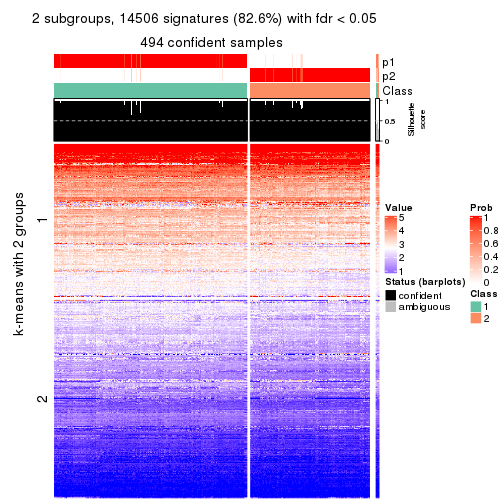 2 subgroups, 14506 signatures (82.6%) with fdr < 0.05
494 confident samples
p1
p2
Class
1
0.5
0
Silhouette
score
k-means with 2 groups
1
2
Value
5
4
3
2
1
Status (barplots)
confident
ambiguous
Prob
1
0.8
0.6
0.4
0.2
0
Class
1
2